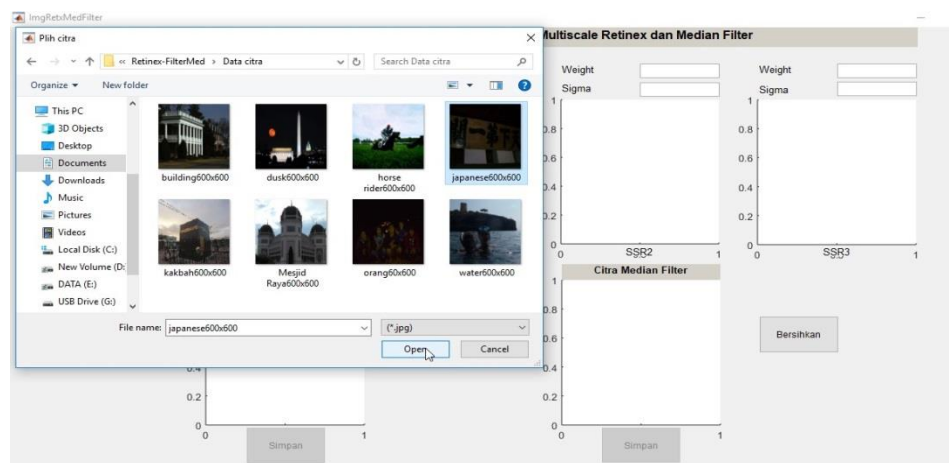 ImgRetxMedFilter
Plih citra
Multiscale Retinex dan Median Filter
« Retinex-FilterMed › Data citra
Search Data citra
Organize
New folder
This PC
3D Objects
Desktop
Documents
Downloads
Music
Pictures
Videos
Local Disk (C:)
New Volume (D:
DATA (E:)
USB Drive (G:)
building600x600
dusk600x600
horse
rider600x600
japanese600x600
kakbah600x600
Mesjid
Raya600x600
orang60x600
water600x600
File name:
japanese600x600
(*.jpg)
Open
Cancel
Weight
Sigma
1
0.8
0.6
0.4
0.2
0
0
SSR2
1
Weight
Sigma
1
0.8
0.6
0.4
0.2
0
0
SSR3
1
0.4
0.2
0
0
1
Simpan
Citra Median Filter
1
0.8
0.6
0.4
0.2
0
0
1
Simpan
Bersihkan